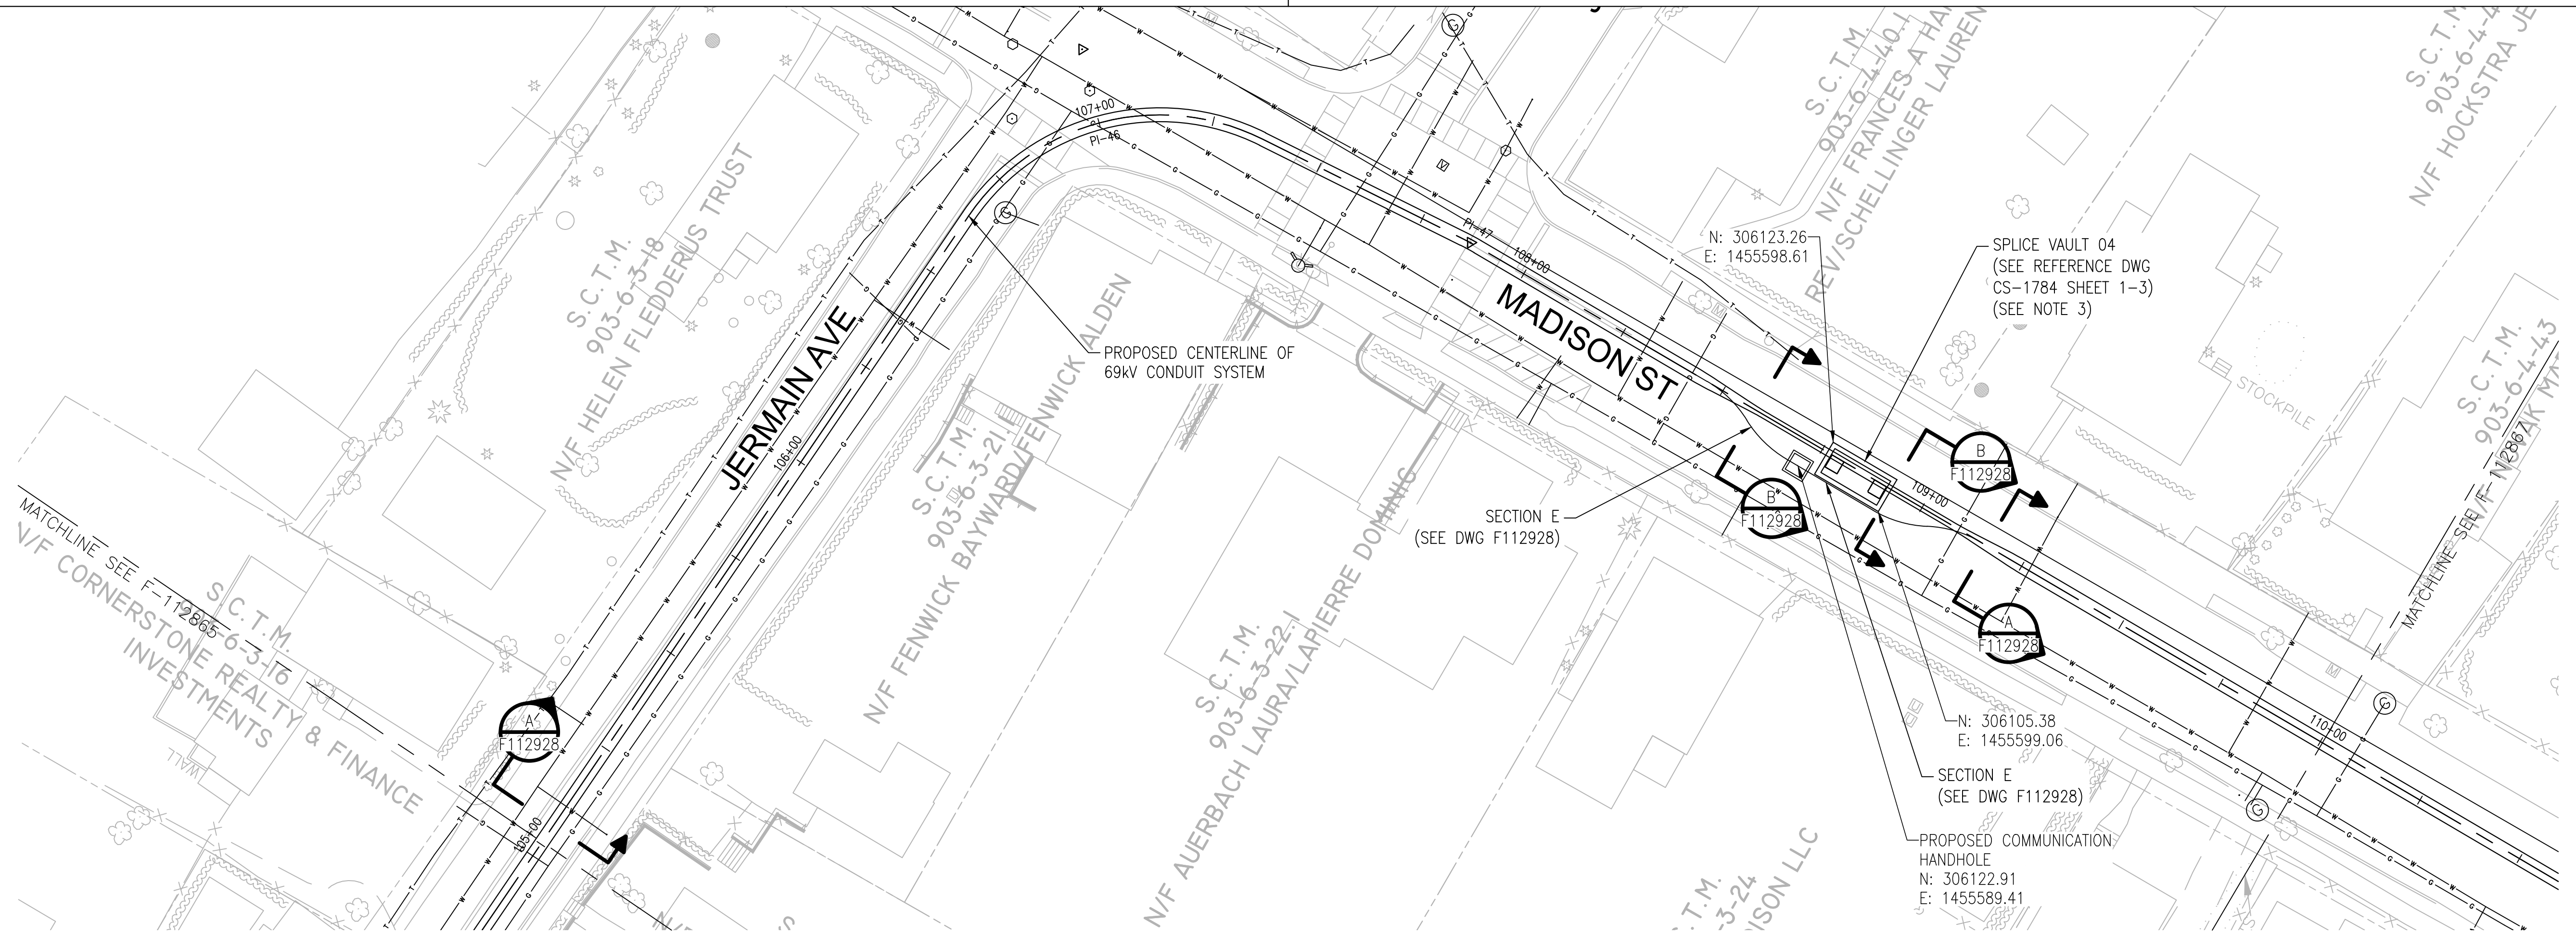 S.C.T.M.
903-6-3-18
N/F HELEN FLEDDERUS TRUST
JERMAIN AVE
106+00
105+00
MATCHLINE SEE F-112865
S.C.T.M.
N/F CORNERSTONE REALTY & FINANCE
INVESTMENTS
WALL
A
F112928
107+00
PI-46
PROPOSED CENTERLINE OF
69kV CONDUIT SYSTEM
S.C.T.M.
903-6-3-21
N/F FENWICK BAYWARD/FENWICK ALDEN
S.C.T.M.
903-6-3-22.1
N/F AUERBACH LAURA/LAPIERRE DOMINIG
PI-47
108+00
MADISON ST
S.C.T.M.
903-6-4-40.1
N/F FRANCES A HA
REV/SCHELLINGER LAUREN
N: 306123.26
E: 1455598.61
SPLICE VAULT 04
(SEE REFERENCE DWG
CS-1784 SHEET 1-3)
(SEE NOTE 3)
SECTION E
(SEE DWG F112928)
B
F112928
B
F112928
109+00
A
F112928
N: 306105.38
E: 1455599.06
SECTION E
(SEE DWG F112928)
PROPOSED COMMUNICATION
HANDHOLE
N: 306122.91
E: 1455589.41
110+00
STOCKPILE
S.C.T.M.
903-6-4-4
N/F HOCKSTRA JE
S.C.T.M.
903-6-4-43
MATCHLINE SEE F-112867
T.M.
-3-24
DISON LLC